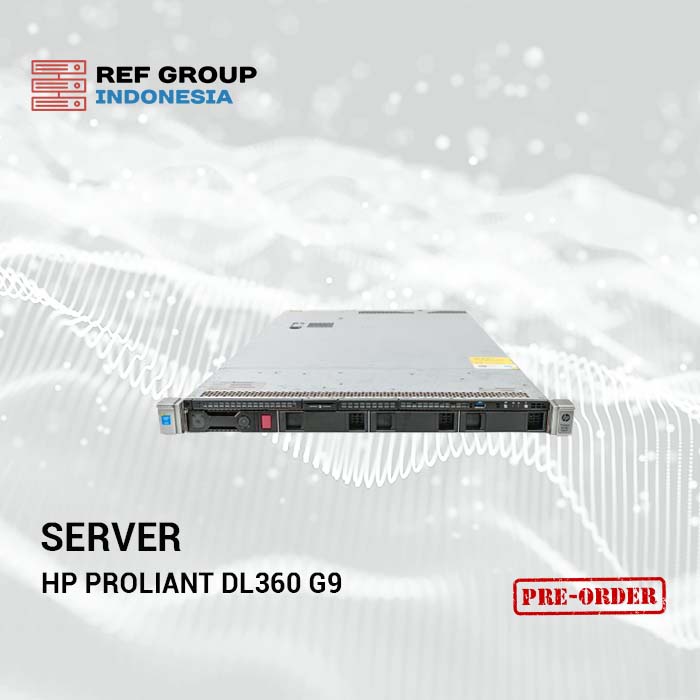 REF GROUP
INDONESIA
SERVER
HP PROLIANT DL360 G9
PRE-ORDER